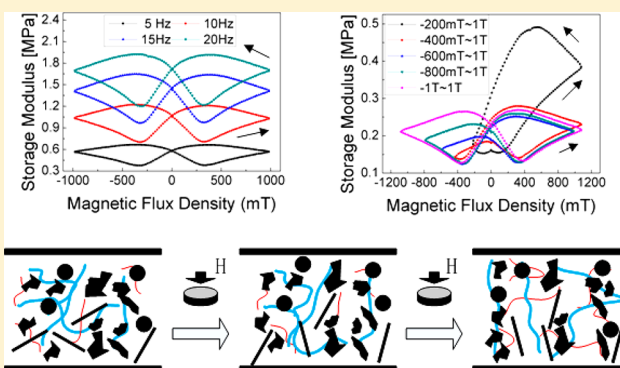 Storage Modulus [MPa]
2.4
2.1
1.8
1.5
1.2
0.9
0.6
0.3
5 Hz
10Hz
15Hz
20Hz
-1000
-500
0
500
1000
Magnetic Flux Density (mT)
Storage Modulus [MPa]
0.5
0.4
0.3
0.2
0.1
-200mT~1T
-400mT~1T
-600mT~1T
-800mT~1T
-1T~1T
-1200
-800
-400
0
400
800
1200
Magnetic Flux Density (mT)
H
H